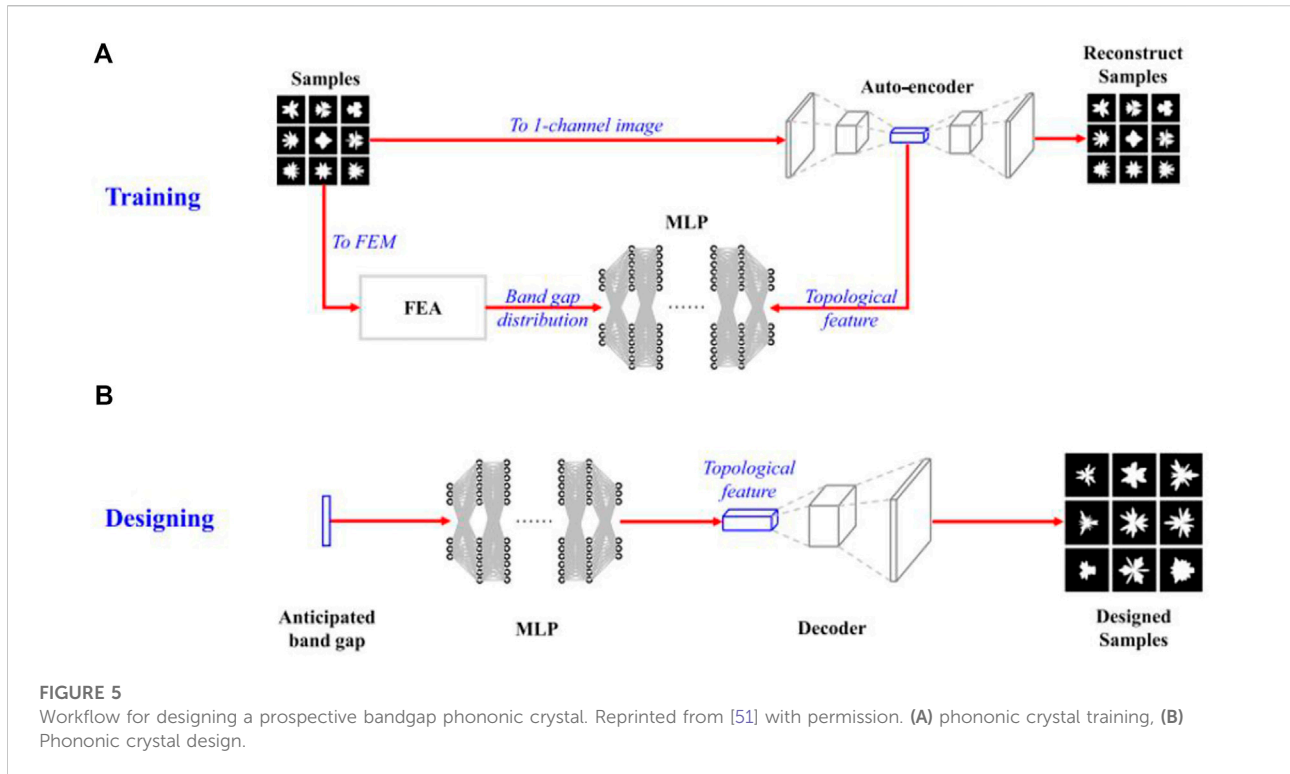 A
Samples
Auto-encoder
Reconstruct
Samples
To 1-channel image
Training
To FEM
MLP
FEA
Band gap
distribution
......
Topological
feature
B
Designing
Topological
feature
......
Anticipated
band gap
MLP
Decoder
Designed
Samples
FIGURE 5
Workflow for designing a prospective bandgap phononic crystal. Reprinted from [51] with permission. (A) phononic crystal training, (B)
Phononic crystal design.